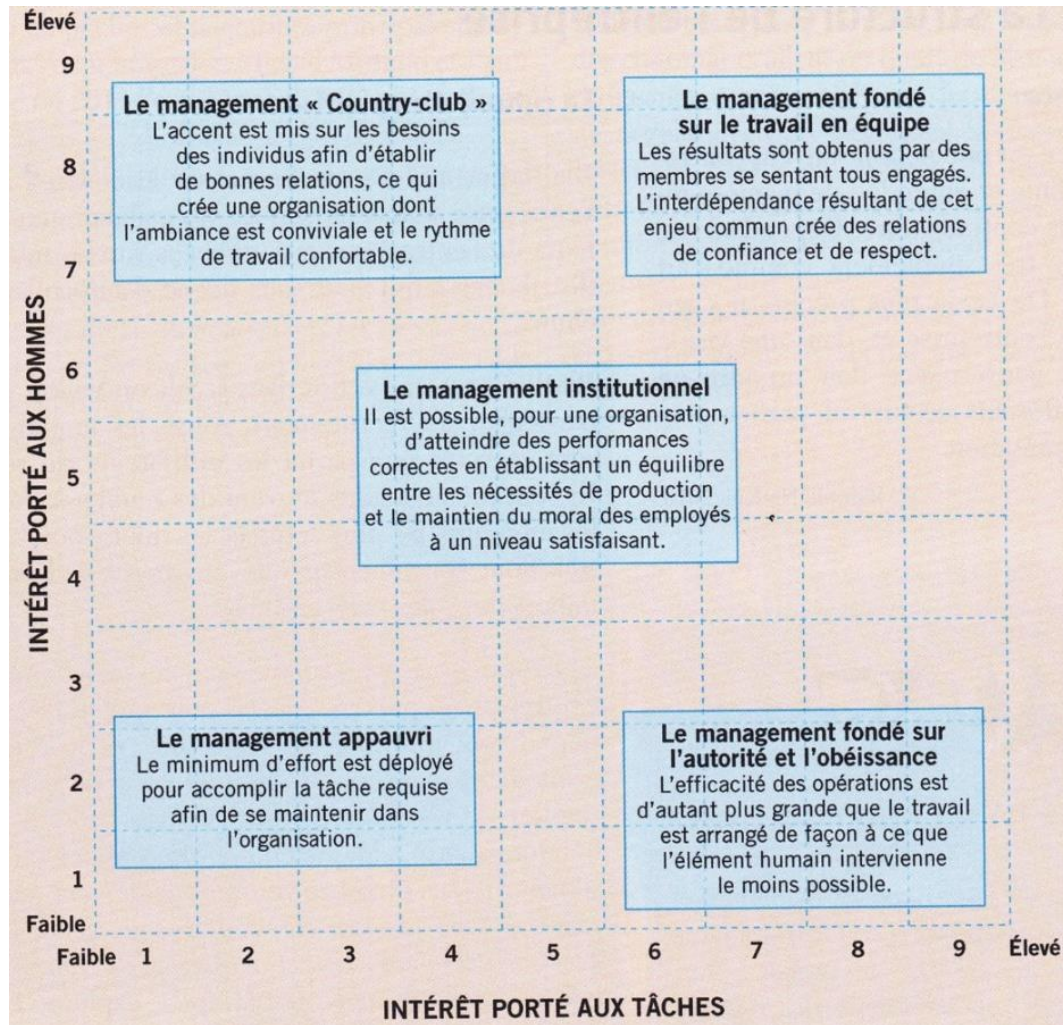 Élevé
9
8
7
6
5
4
3
2
1
Faible
INTÉRÊT PORTÉ AUX HOMMES
Le management « Country-club »
L'accent est mis sur les besoins
des individus afin d'établir
de bonnes relations, ce qui
crée une organisation dont
l'ambiance est conviviale et le rythme
de travail confortable.
Le management fondé
sur le travail en équipe
Les résultats sont obtenus par des
membres se sentant tous engagés.
L'interdépendance résultant de cet
enjeu commun crée des relations
de confiance et de respect.
Le management institutionnel
Il est possible, pour une organisation,
d'atteindre des performances
correctes en établissant un équilibre
entre les nécessités de production
et le maintien du moral des employés
à un niveau satisfaisant.
Le management appauvri
Le minimum d'effort est déployé
pour accomplir la tâche requise
afin de se maintenir dans
l'organisation.
Le management fondé sur
l'autorité et l'obéissance
L'efficacité des opérations est
d'autant plus grande que le travail
est arrangé de façon à ce que
l'élément humain intervienne
le moins possible.
Faible 1 2 3 4 5 6 7 8 9 Élevé
INTÉRÊT PORTÉ AUX TÂCHES